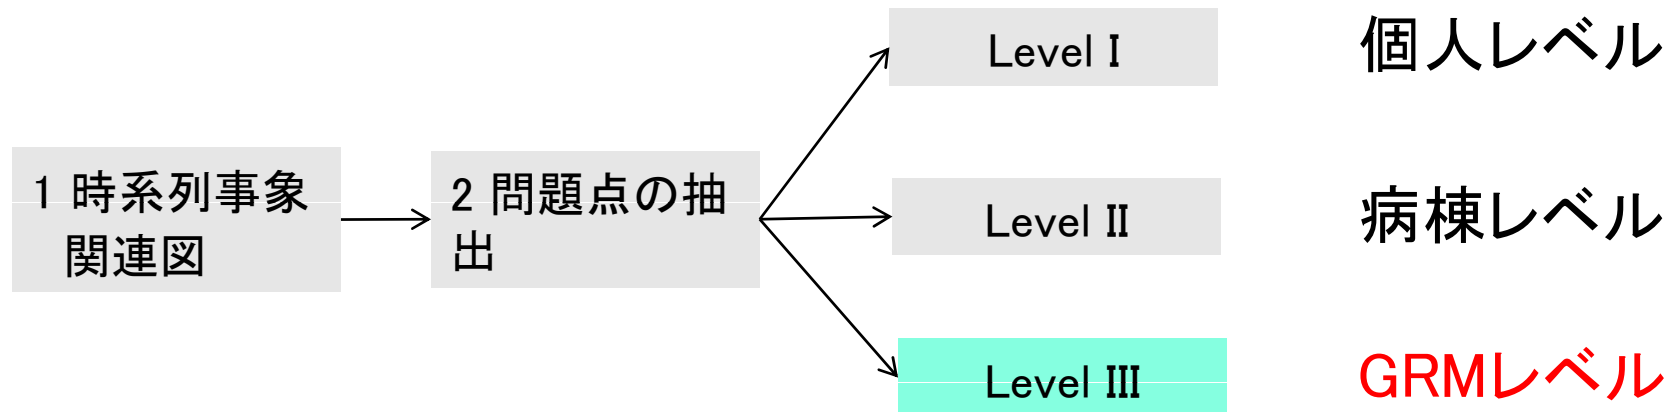 1 時系列事象
関連図
2 問題点の抽
出
Level I
個人レベル
Level II
病棟レベル
Level III
GRMレベル